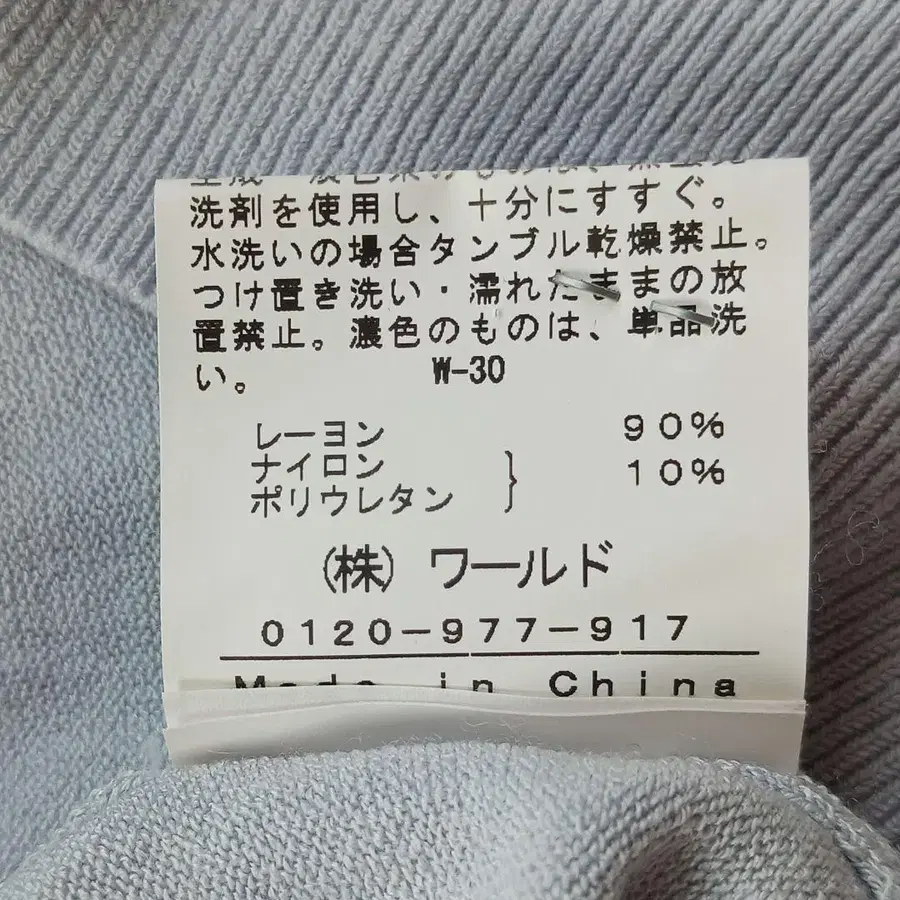 洗剤を使用し、十分にすすぐ。
水洗いの場合タンブル乾燥禁止。
つけ置き洗い・濡れたままの放
置禁止。濃色のものは、単品洗
い。 W-30
レーヨン 90%
ナイロン } 10%
ポリウレタン
(株) ワールド
0120-977-917
Made in China